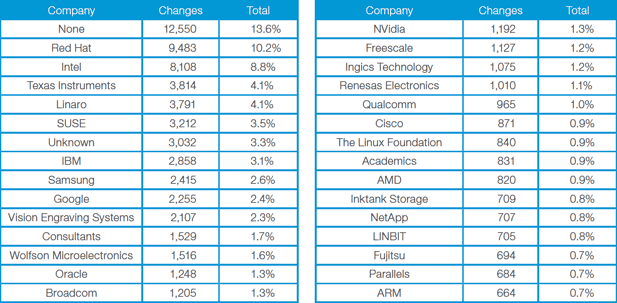 Company Changes Total
None 12,550 13.6%
Red Hat 9,483 10.2%
Intel 8,108 8.8%
Texas Instruments 3,814 4.1%
Linaro 3,791 4.1%
SUSE 3,212 3.5%
Unknown 3,032 3.3%
IBM 2,858 3.1%
Samsung 2,415 2.6%
Google 2,255 2.4%
Vision Engraving Systems 2,107 2.3%
Consultants 1,529 1.7%
Wolfson Microelectronics 1,516 1.6%
Oracle 1,248 1.3%
Broadcom 1,205 1.3%
Company Changes Total
NVidia 1,192 1.3%
Freescale 1,127 1.2%
Ingics Technology 1,075 1.2%
Renesas Electronics 1,010 1.1%
Qualcomm 965 1.0%
Cisco 871 0.9%
The Linux Foundation 840 0.9%
Academics 831 0.9%
AMD 820 0.9%
Inktank Storage 709 0.8%
NetApp 707 0.8%
LINBIT 705 0.8%
Fujitsu 694 0.7%
Parallels 684 0.7%
ARM 664 0.7%